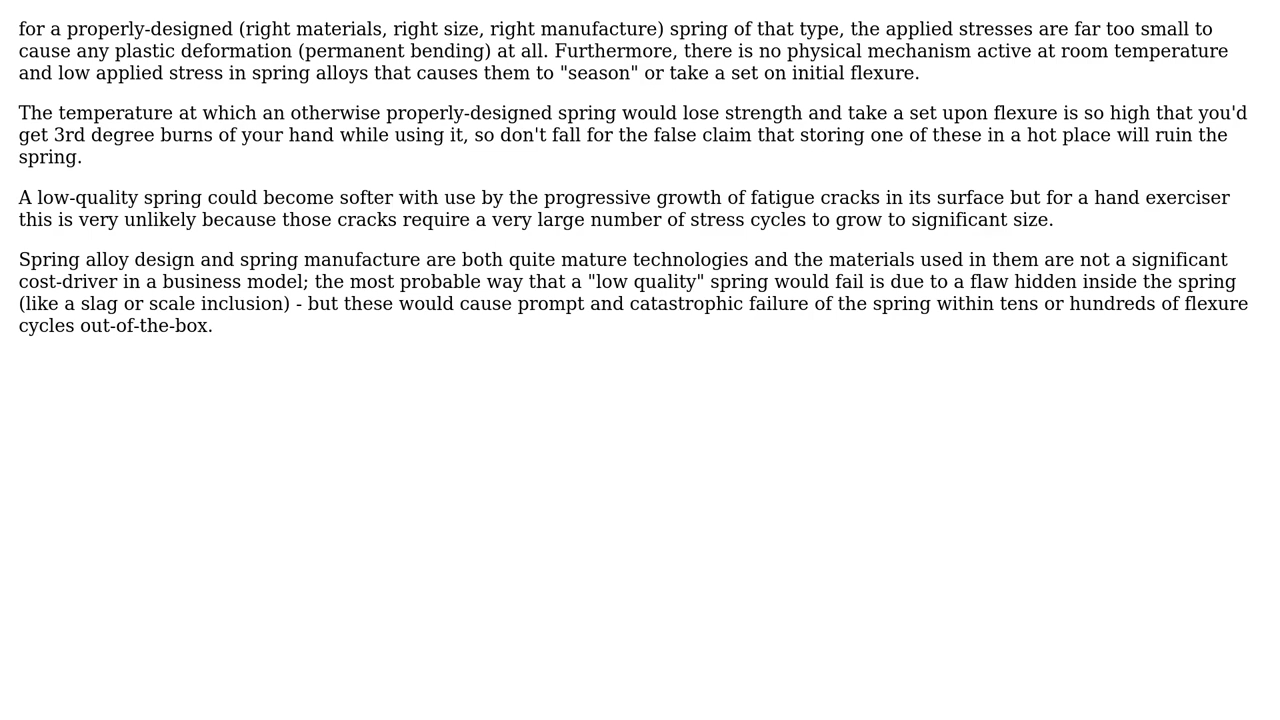 for a properly-designed (right materials, right size, right manufacture) spring of that type, the applied stresses are far too small to
cause any plastic deformation (permanent bending) at all. Furthermore, there is no physical mechanism active at room temperature
and low applied stress in spring alloys that causes them to "season" or take a set on initial flexure.
The temperature at which an otherwise properly-designed spring would lose strength and take a set upon flexure is so high that you'd
get 3rd degree burns of your hand while using it, so don't fall for the false claim that storing one of these in a hot place will ruin the
spring.
A low-quality spring could become softer with use by the progressive growth of fatigue cracks in its surface but for a hand exerciser
this is very unlikely because those cracks require a very large number of stress cycles to grow to significant size.
Spring alloy design and spring manufacture are both quite mature technologies and the materials used in them are not a significant
cost-driver in a business model; the most probable way that a "low quality" spring would fail is due to a flaw hidden inside the spring
(like a slag or scale inclusion) - but these would cause prompt and catastrophic failure of the spring within tens or hundreds of flexure
cycles out-of-the-box.